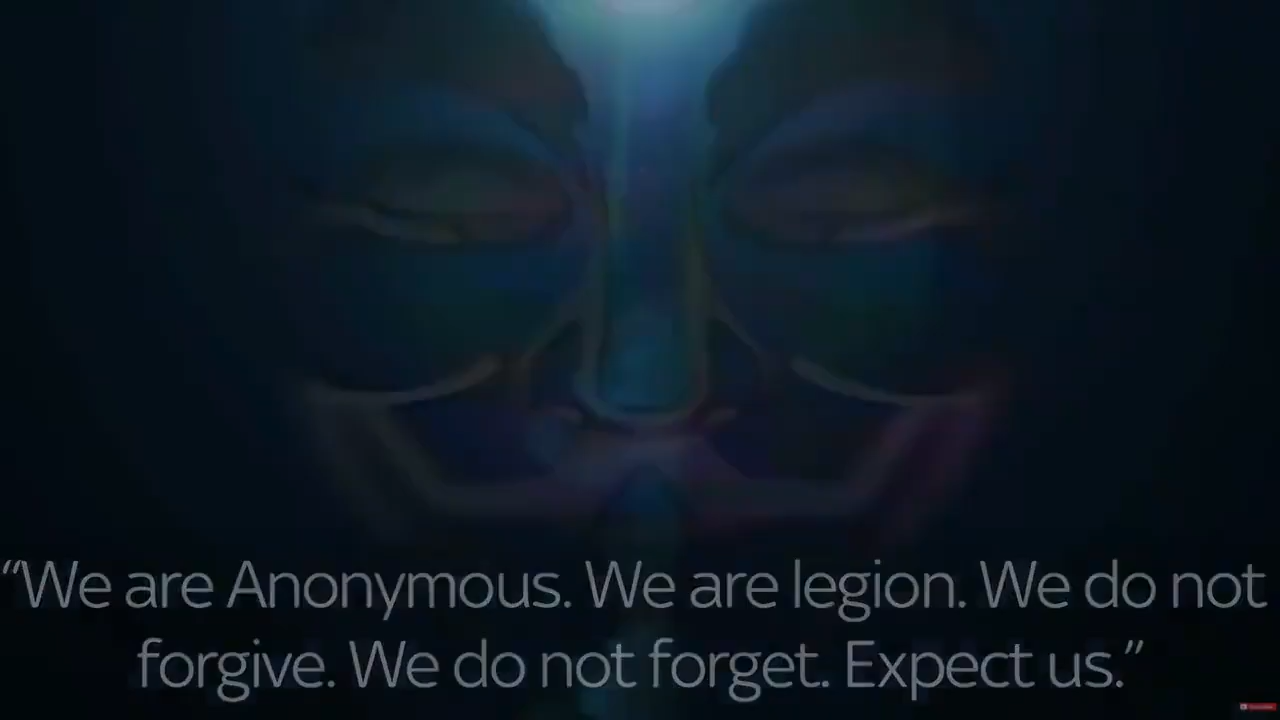 “We are Anonymous. We are legion. We do not
forgive. We do not forget. Expect us.”